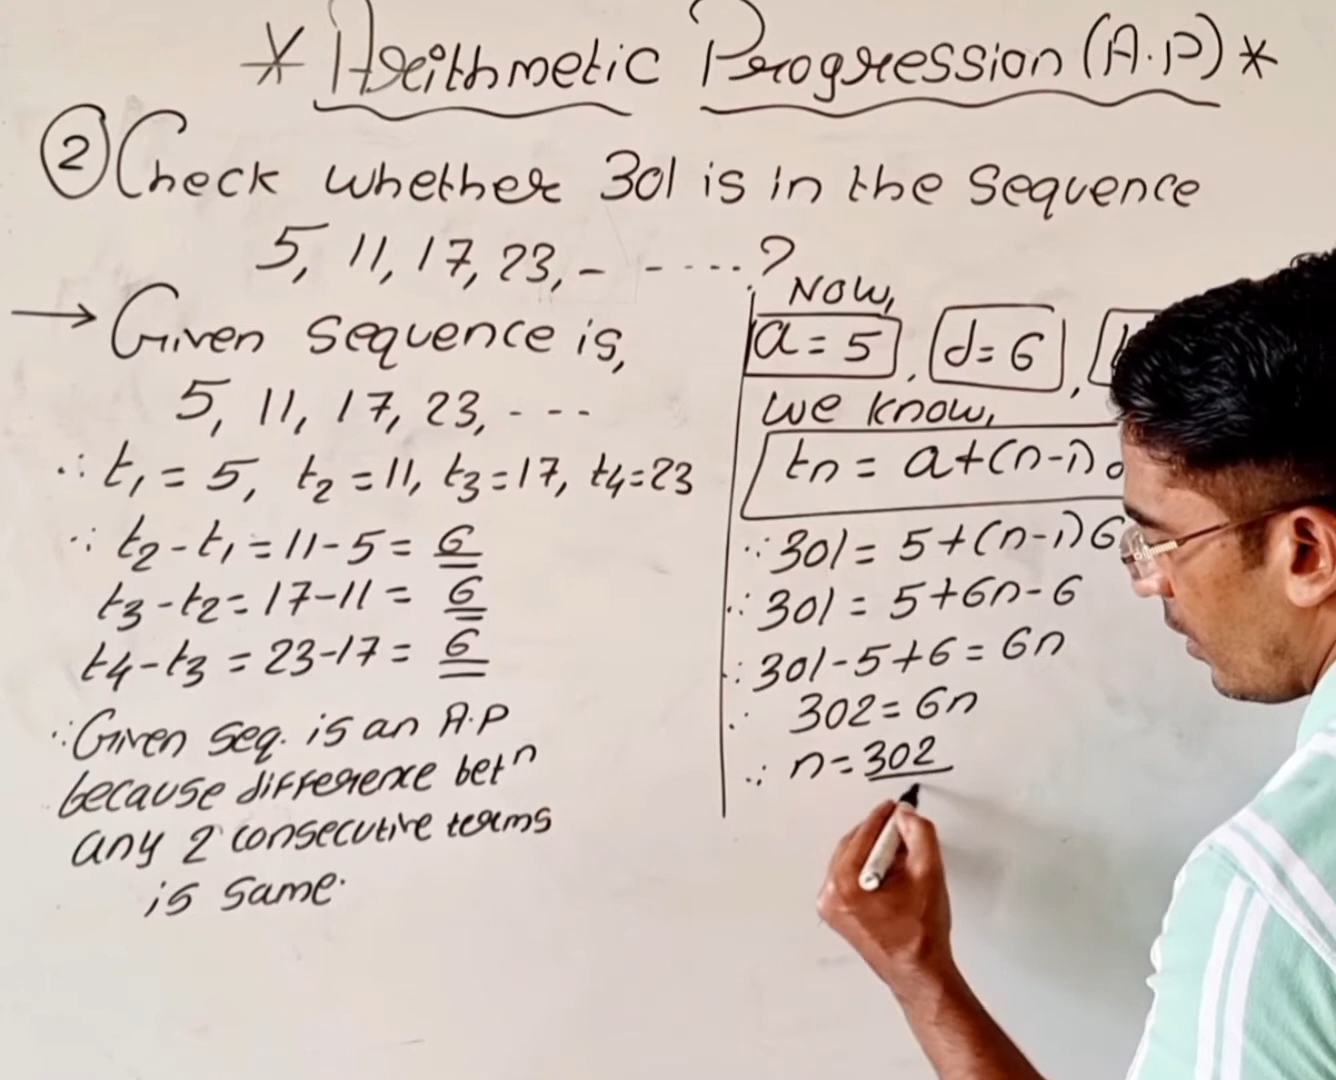 * Arithmetic Progression (A.P) *
② Check whether 301 is in the sequence
5, 11, 17, 23, - - ....?
→ Given sequence is,
5, 11, 17, 23, - - -
∴ t₁ = 5, t₂ = 11, t₃ = 17, t₄ = 23
∴ t₂ - t₁ = 11 - 5 = 6
t₃ - t₂ = 17 - 11 = 6
t₄ - t₃ = 23 - 17 = 6
∴ Given seq. is an A.P
because difference betⁿ
any 2 consecutive terms
is same.
Now,
a = 5, d = 6,
we know,
tn = a + (n - 1)
∴ 301 = 5 + (n - 1) 6
∴ 301 = 5 + 6n - 6
∴ 301 - 5 + 6 = 6n
∴ 302 = 6n
∴ n = 302